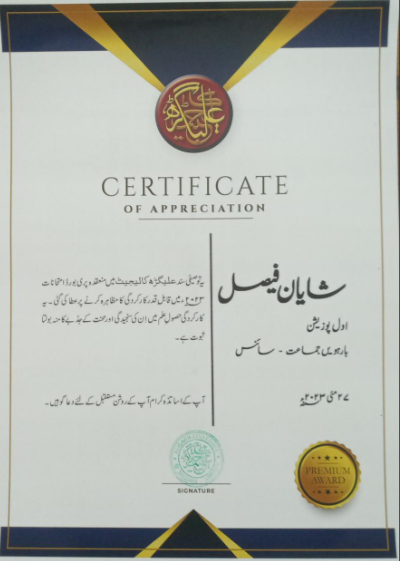 CERTIFICATE
OF APPRECIATION
شایان فیصل
اول پوزیشن
بارھویں جماعت - سائنس
۲۷ مئی ۲۰۲۳ء
یہ توصیفی سند علیگڑھ کالجیٹ میں منعقدہ پری بورڈ امتحانات
۲۰۲۳ء میں قابل قدر کارکردگی کا مظاہرہ کرنے پر عطا کی گئی۔ یہ
کارکردگی حصول علم میں ان کی سنجیدگی اور محنت کے جذبے کا منہ بولتا
ثبوت ہے۔
آپ کے اساتذہ کرام آپ کے روشن مستقبل کے لئے دعا گو ہیں۔
SIGNATURE
PREMIUM
AWARD